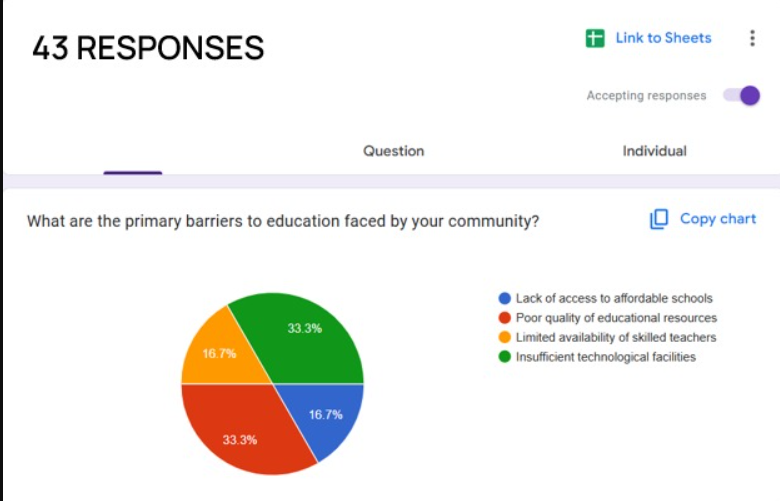 43 RESPONSES
Link to Sheets
Accepting responses
Question
Individual
What are the primary barriers to education faced by your community?
Copy chart
Lack of access to affordable schools
Poor quality of educational resources
Limited availability of skilled teachers
Insufficient technological facilities
33.3%
16.7%
16.7%
33.3%